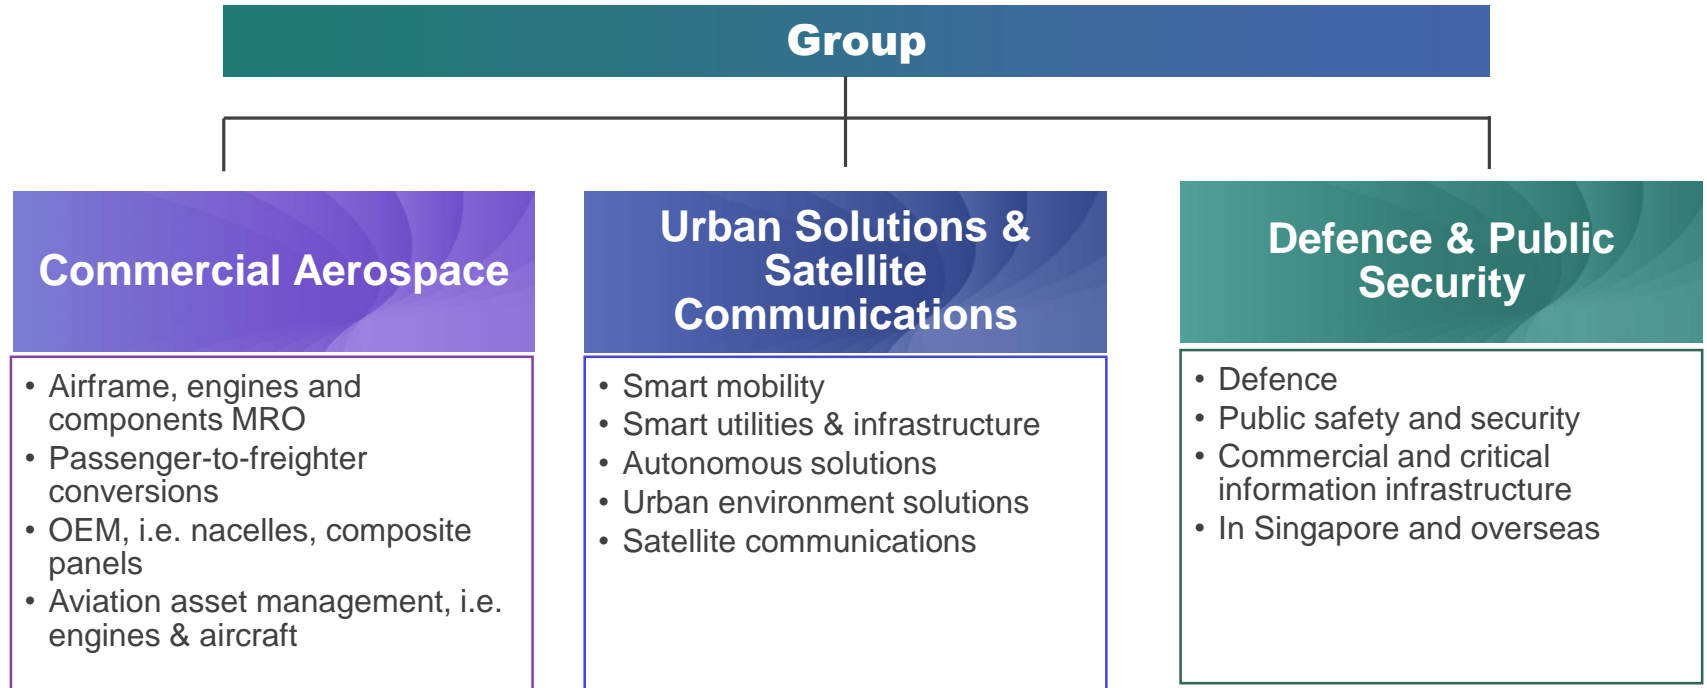 Group
Commercial Aerospace
• Airframe, engines and
components MRO
• Passenger-to-freighter
conversions
• OEM, i.e. nacelles, composite
panels
• Aviation asset management, i.e.
engines & aircraft
Urban Solutions &
Satellite
Communications
• Smart mobility
• Smart utilities & infrastructure
• Autonomous solutions
• Urban environment solutions
• Satellite communications
Defence & Public
Security
• Defence
• Public safety and security
• Commercial and critical
information infrastructure
• In Singapore and overseas